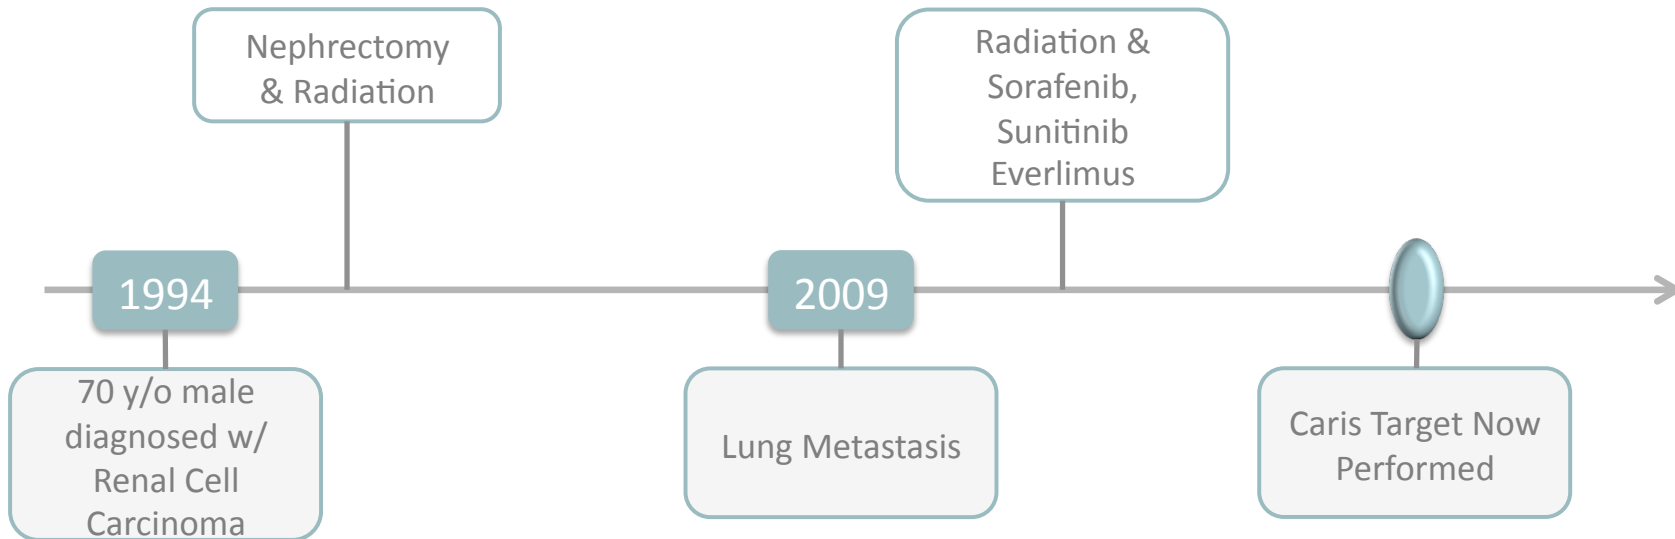 Nephrectomy
& Radiation
Radiation &
Sorafenib,
Sunitinib
Everlimus
1994
2009
70 y/o male
diagnosed w/
Renal Cell
Carcinoma
Lung Metastasis
Caris Target Now
Performed